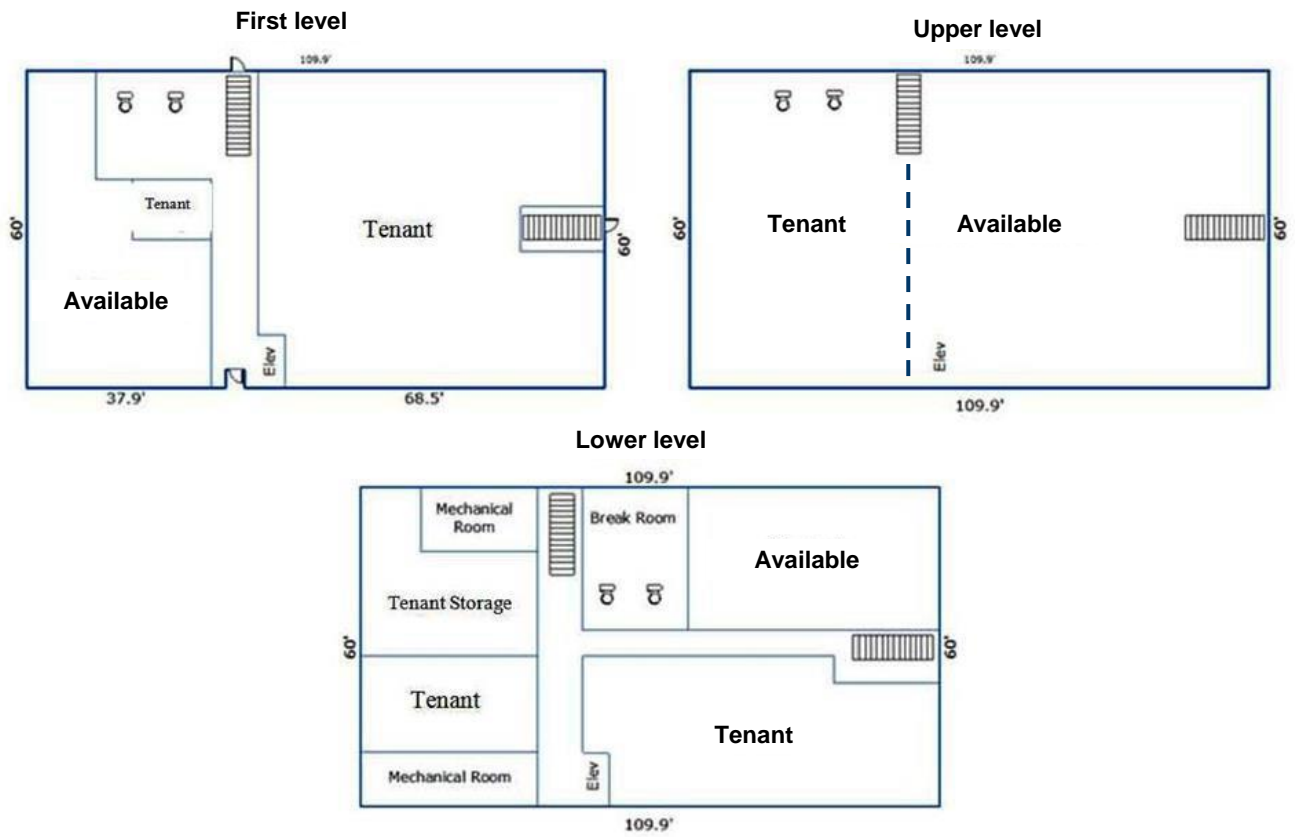 First level
109.9'
60'
Tenant
Tenant
Available
Elev
60'
37.9'
68.5'
Upper level
109.9'
60'
Tenant
Available
Elev
60'
109.9'
Lower level
109.9'
Mechanical
Room
Break Room
Available
Tenant Storage
60'
60'
Tenant
Tenant
Mechanical Room
Elev
109.9'